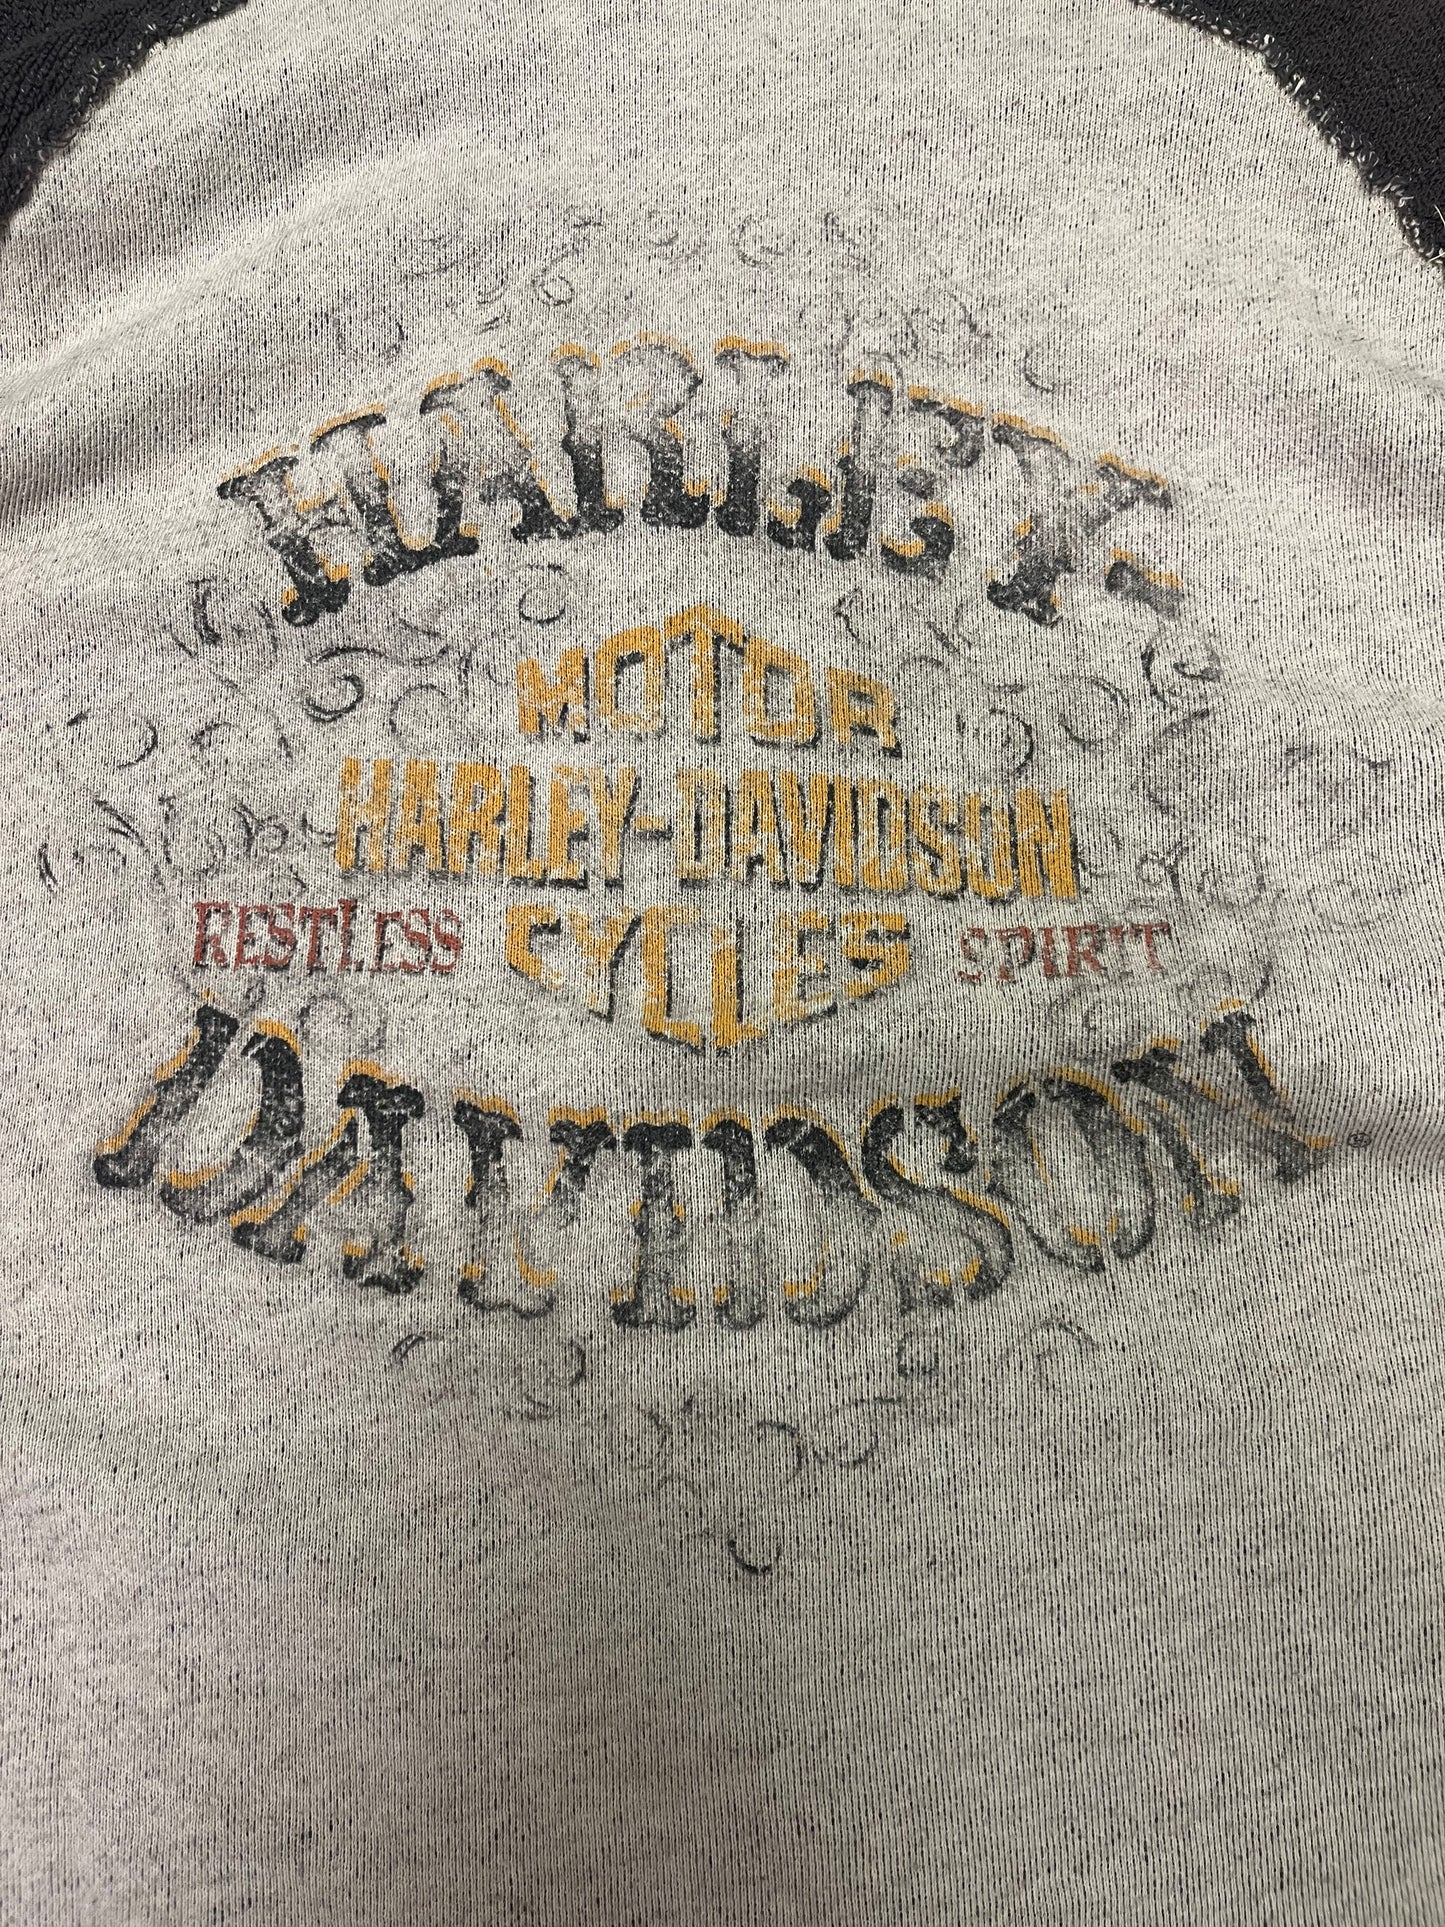 HARLEY-
MOTOR
HARLEY-DAVIDSON
RESTLESS CYCLES SPIRIT
DAVIDSON®